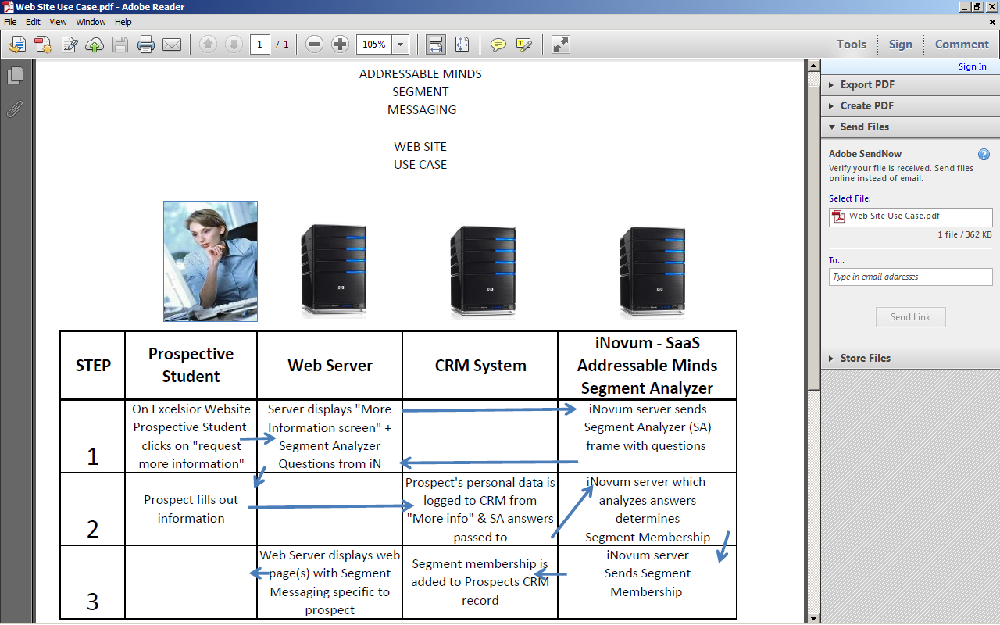 Web Site Use Case.pdf - Adobe Reader
File Edit View Window Help
1 / 1 105% Tools Sign Comment
Sign In
Export PDF
Create PDF
Send Files
Adobe SendNow
Verify your file is received. Send files
online instead of email.
Select File:
Web Site Use Case.pdf
1 file / 362 KB
To...
Type in email addresses
Send Link
Store Files
ADDRESSABLE MINDS
SEGMENT
MESSAGING
WEB SITE
USE CASE
STEP
Prospective
Student
Web Server
CRM System
iNovum - SaaS
Addressable Minds
Segment Analyzer
1
On Excelsior Website
Prospective Student
clicks on "request
more information"
Server displays "More
Information screen" +
Segment Analyzer
Questions from iN
iNovum server sends
Segment Analyzer (SA)
frame with questions
2
Prospect fills out
information
Prospect's personal data is
logged to CRM from
"More info" & SA answers
passed to
iNovum server which
analyzes answers
determines
Segment Membership
3
Web Server displays web
page(s) with Segment
Messaging specific to
prospect
Segment membership is
added to Prospects CRM
record
iNovum server
Sends Segment
Membership